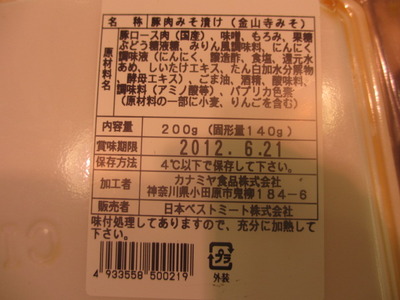 名称 豚肉みそ漬け(金山寺みそ)
原材料名
豚ロース肉(国産)、味噌、もろみ、果糖
ぶどう糖液糖、みりん風調味料、にんにく
調味液(にんにく、醸造酢、食塩、還元水
あめ、しいたけエキス、たん白加水分解物
、酵母エキス)、ごま油、酒精、酸味料、
調味料(アミノ酸等)、パプリカ色素
(原材料の一部に小麦、りんごを含む)
内容量 200g(固形量140g)
賞味期限 2012.6.21
保存方法 4℃以下で保存して下さい。
加工者 カナミヤ食品株式会社
神奈川県小田原市鬼柳184-6
販売者 日本ベストミート株式会社
味付処理してありますので、充分に加熱して
下さい。
4 933558 500219
プラ
外装